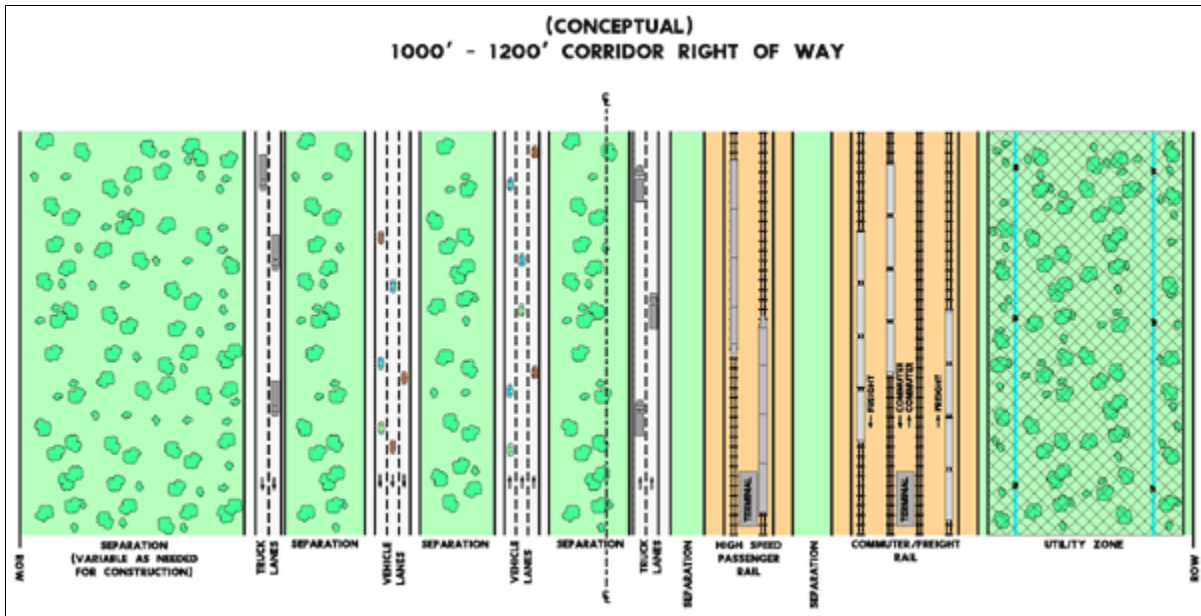 (CONCEPTUAL)
1000' - 1200' CORRIDOR RIGHT OF WAY
← FREIGHT
← COMMUTER
→ COMMUTER
→ FREIGHT
TERMINAL
TERMINAL
ROW
SEPARATION
(VARIABLE AS NEEDED
FOR CONSTRUCTION)
TRUCK
LANES
SEPARATION
VEHICLE
LANES
SEPARATION
VEHICLE
LANES
SEPARATION
TRUCK
LANES
SEPARATION
HIGH SPEED
PASSENGER
RAIL
SEPARATION
COMMUTER/FREIGHT
RAIL
UTILITY ZONE
ROW